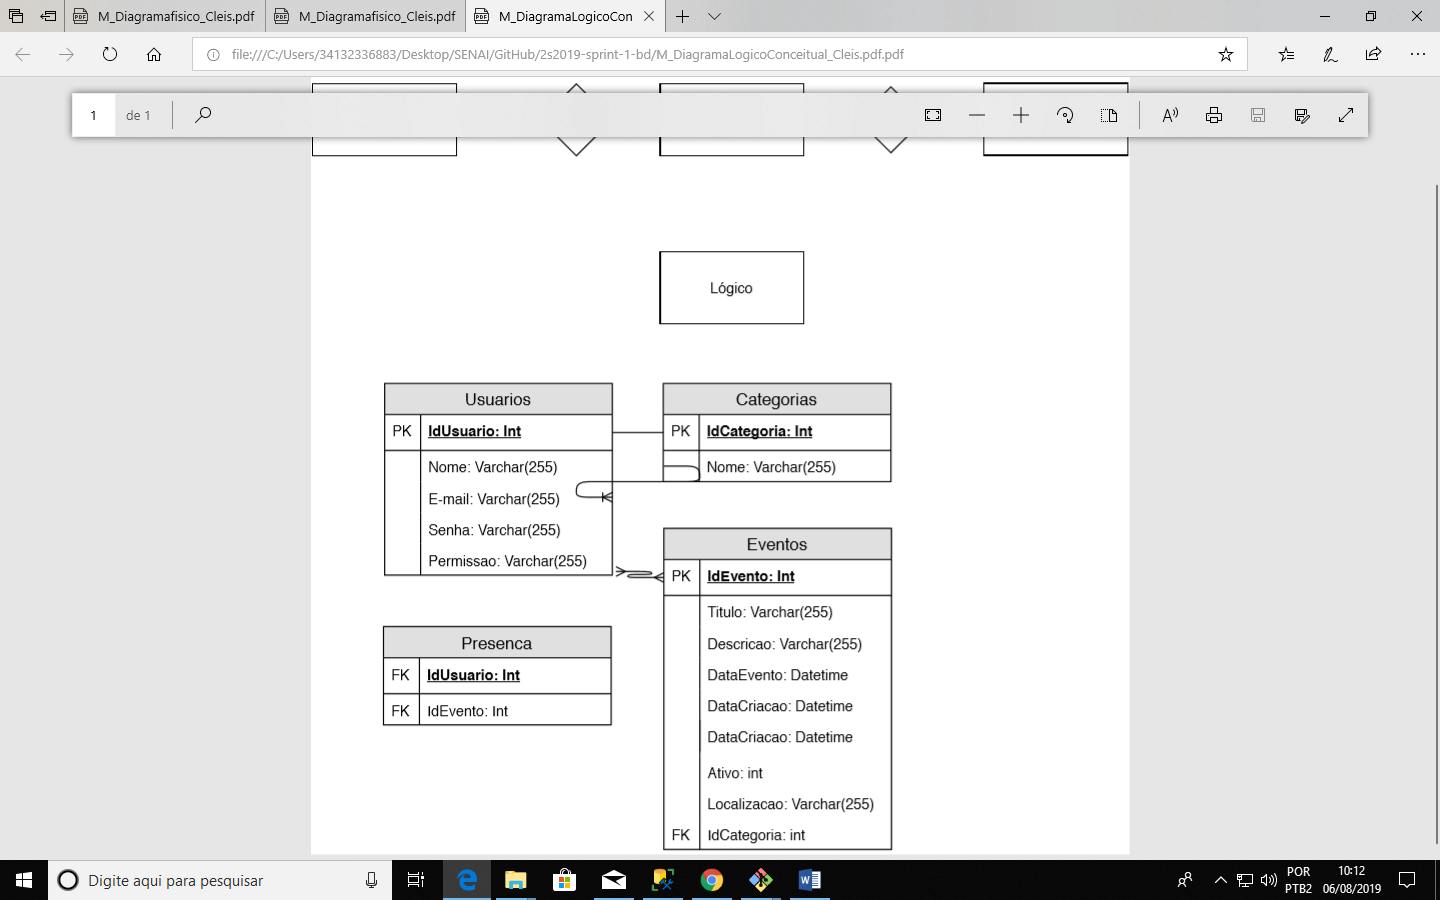 M_Diagramafisico_Cleis.pdf
M_Diagramafisico_Cleis.pdf
M_DiagramaLogicoCon
file:///C:/Users/34132336883/Desktop/SENAI/GitHub/2s2019-sprint-1-bd/M_DiagramaLogicoConceitual_Cleis.pdf.pdf
1 de 1
Lógico
Usuarios
PK IdUsuario: Int
Nome: Varchar(255)
E-mail: Varchar(255)
Senha: Varchar(255)
Permissao: Varchar(255)
Categorias
PK IdCategoria: Int
Nome: Varchar(255)
Eventos
PK IdEvento: Int
Titulo: Varchar(255)
Descricao: Varchar(255)
DataEvento: Datetime
DataCriacao: Datetime
DataCriacao: Datetime
Ativo: int
Localizacao: Varchar(255)
FK IdCategoria: int
Presenca
FK IdUsuario: Int
FK IdEvento: Int
Digite aqui para pesquisar
POR
PTB2
10:12
06/08/2019